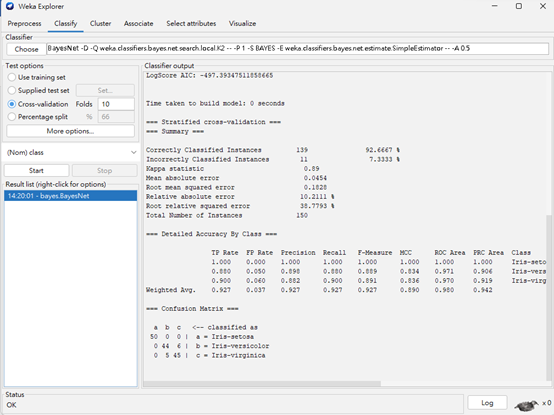 Weka Explorer
Preprocess Classify Cluster Associate Select attributes Visualize
Classifier
Choose BayesNet -D -Q weka.classifiers.bayes.net.search.local.K2 -- -P 1 -S BAYES -E weka.classifiers.bayes.net.estimate.SimpleEstimator -- -A 0.5
Test options
Use training set
Supplied test set Set...
Cross-validation Folds 10
Percentage split % 66
More options...
(Nom) class
Start Stop
Result list (right-click for options)
14:20:01 - bayes.BayesNet
Classifier output
LogScore AIC: -497.39347511858665
Time taken to build model: 0 seconds
=== Stratified cross-validation ===
=== Summary ===
Correctly Classified Instances 139 92.6667 %
Incorrectly Classified Instances 11 7.3333 %
Kappa statistic 0.89
Mean absolute error 0.0454
Root mean squared error 0.1828
Relative absolute error 10.2111 %
Root relative squared error 38.7793 %
Total Number of Instances 150
=== Detailed Accuracy By Class ===
TP Rate FP Rate Precision Recall F-Measure MCC ROC Area PRC Area Class
1.000 0.000 1.000 1.000 1.000 1.000 1.000 1.000 Iris-seto
0.880 0.050 0.898 0.880 0.889 0.834 0.971 0.906 Iris-vers
0.900 0.060 0.882 0.900 0.891 0.836 0.970 0.919 Iris-virg
Weighted Avg. 0.927 0.037 0.927 0.927 0.927 0.890 0.980 0.942
=== Confusion Matrix ===
a b c <-- classified as
50 0 0 | a = Iris-setosa
0 44 6 | b = Iris-versicolor
0 5 45 | c = Iris-virginica
Status
OK
Log x 0